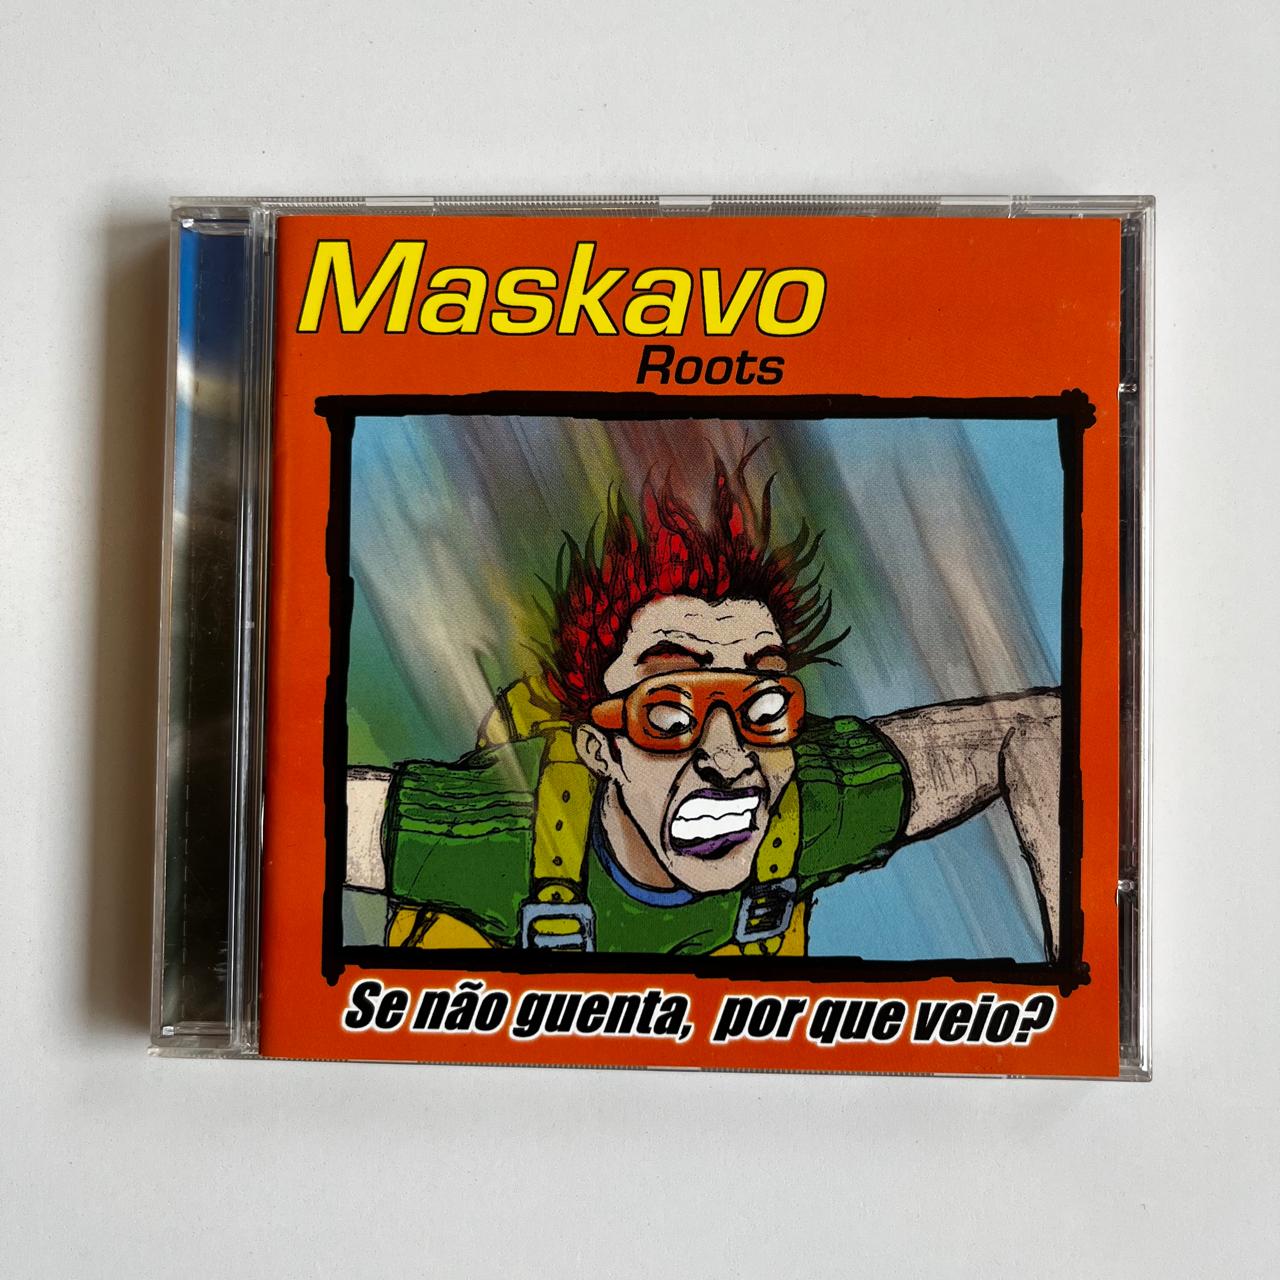 Maskavo
Roots
Se não guenta, por que veio?